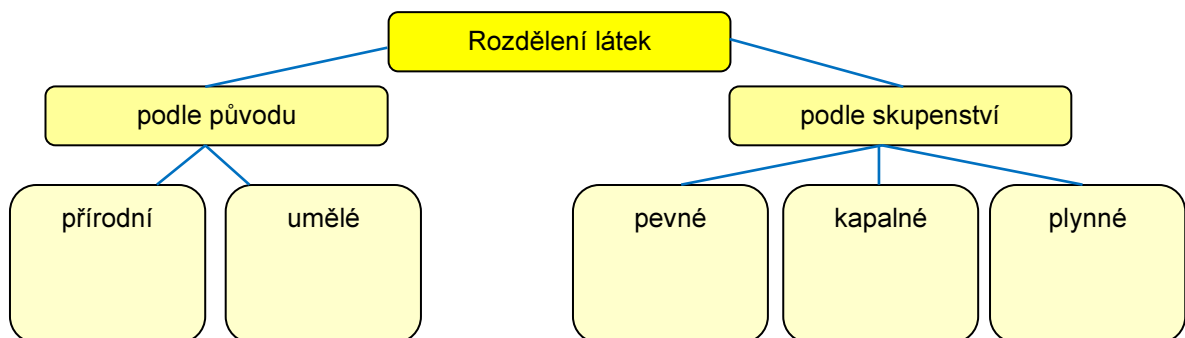 Rozdělení látek
podle původu
podle skupenství
přírodní
umělé
pevné
kapalné
plynné